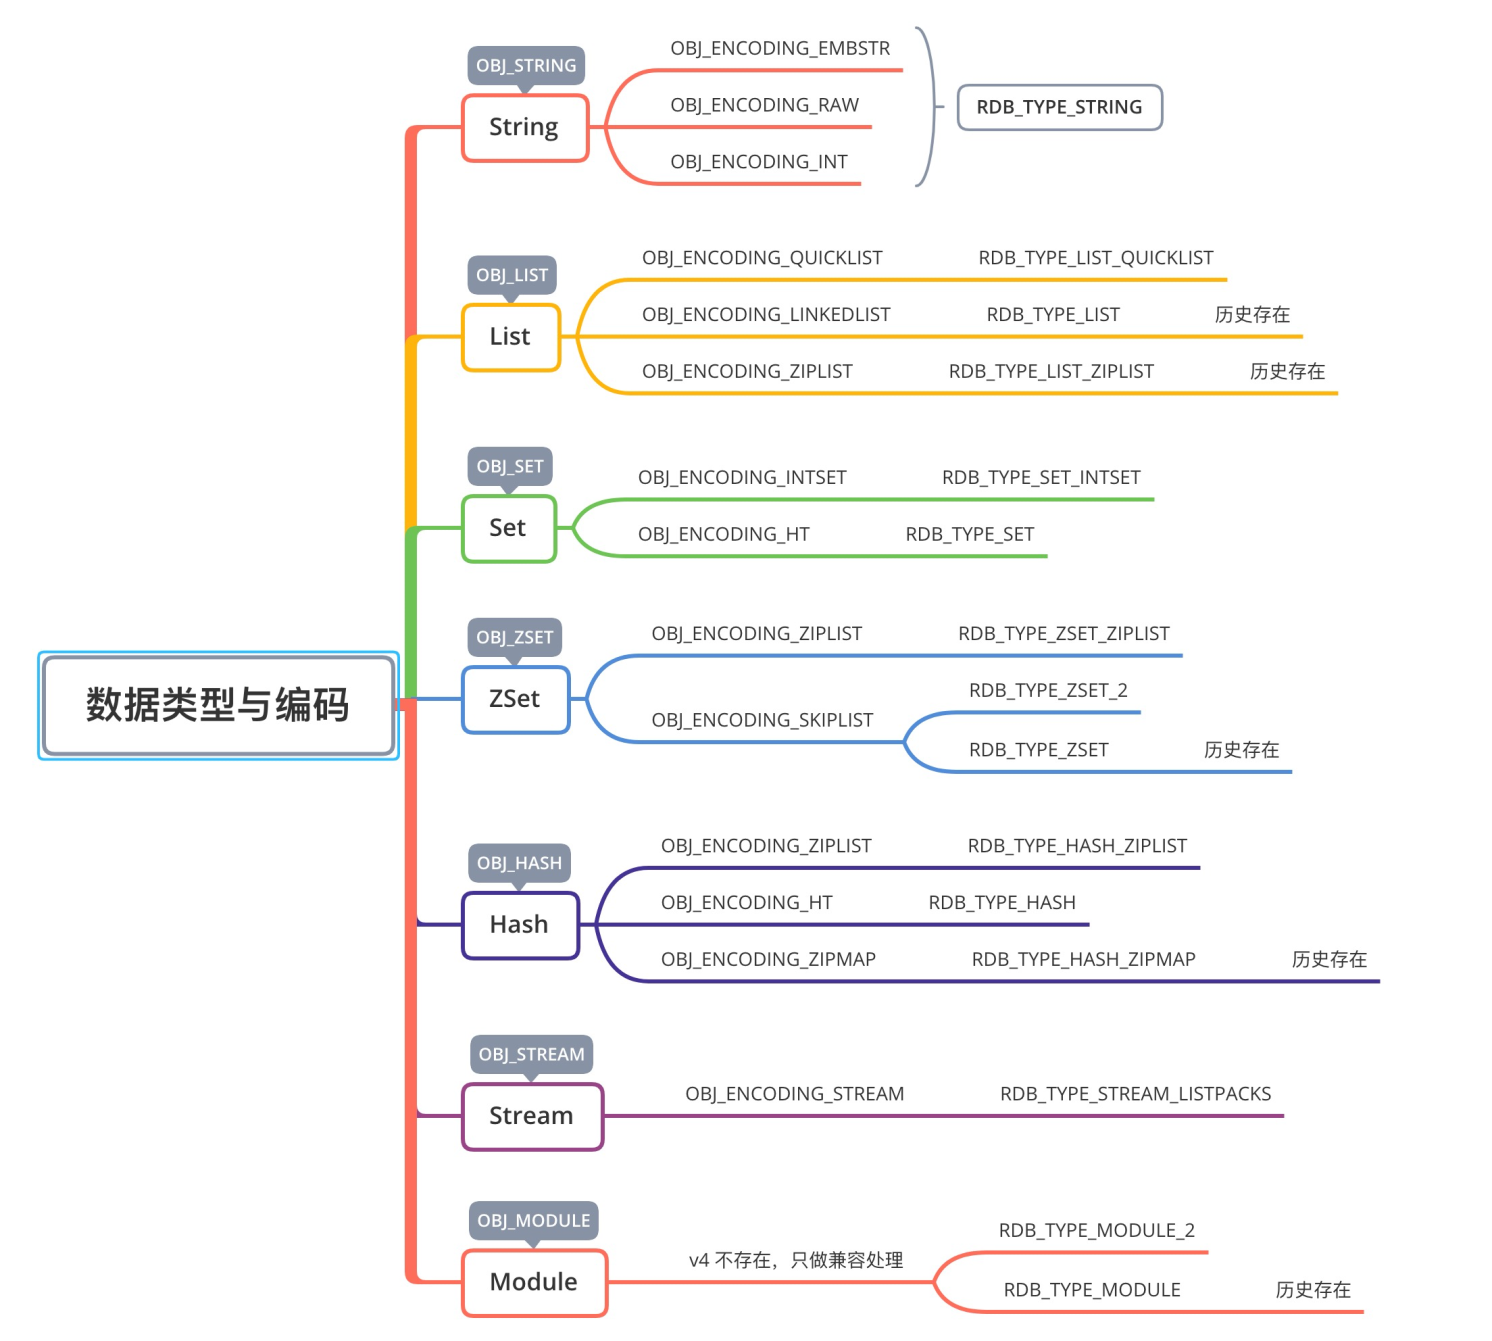 数据类型与编码
OBJ_STRING
String
OBJ_ENCODING_EMBSTR
OBJ_ENCODING_RAW
OBJ_ENCODING_INT
RDB_TYPE_STRING
OBJ_LIST
List
OBJ_ENCODING_QUICKLIST RDB_TYPE_LIST_QUICKLIST
OBJ_ENCODING_LINKEDLIST RDB_TYPE_LIST 历史存在
OBJ_ENCODING_ZIPLIST RDB_TYPE_LIST_ZIPLIST 历史存在
OBJ_SET
Set
OBJ_ENCODING_INTSET RDB_TYPE_SET_INTSET
OBJ_ENCODING_HT RDB_TYPE_SET
OBJ_ZSET
ZSet
OBJ_ENCODING_ZIPLIST RDB_TYPE_ZSET_ZIPLIST
OBJ_ENCODING_SKIPLIST
RDB_TYPE_ZSET_2
RDB_TYPE_ZSET 历史存在
OBJ_HASH
Hash
OBJ_ENCODING_ZIPLIST RDB_TYPE_HASH_ZIPLIST
OBJ_ENCODING_HT RDB_TYPE_HASH
OBJ_ENCODING_ZIPMAP RDB_TYPE_HASH_ZIPMAP 历史存在
OBJ_STREAM
Stream
OBJ_ENCODING_STREAM RDB_TYPE_STREAM_LISTPACKS
OBJ_MODULE
Module
v4 不存在，只做兼容处理
RDB_TYPE_MODULE_2
RDB_TYPE_MODULE 历史存在